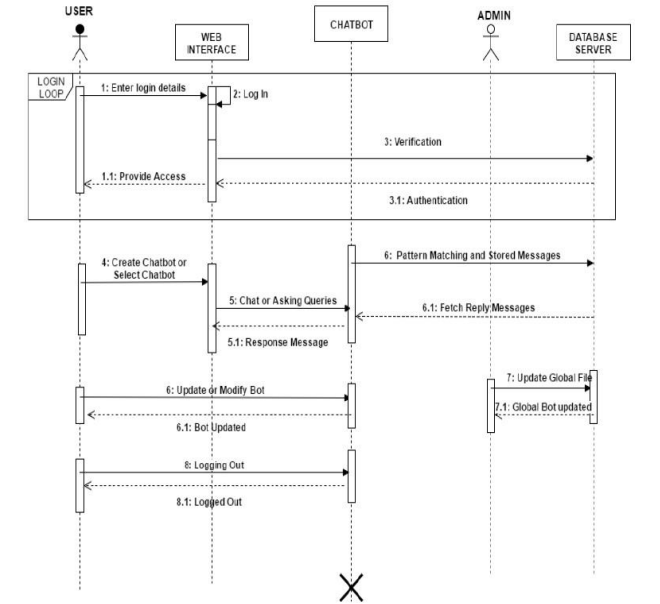 USER
WEB
INTERFACE
CHATBOT
ADMIN
DATABASE
SERVER
LOGIN
LOOP
1: Enter login details
2: Log In
3: Verification
1.1: Provide Access
3.1: Authentication
4: Create Chatbot or
Select Chatbot
6: Pattern Matching and Stored Messages
5: Chat or Asking Queries
6.1: Fetch Reply Messages
5.1: Response Message
7: Update Global File
6: Update or Modify Bot
7.1: Global Bot updated
6.1: Bot Updated
8: Logging Out
8.1: Logged Out